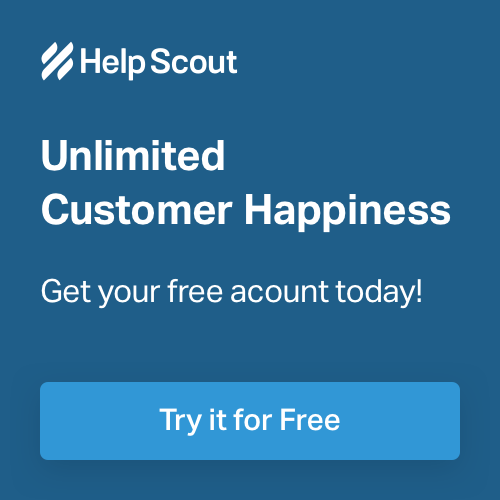 Help Scout
Unlimited
Customer Happiness
Get your free acount today!
Try it for Free